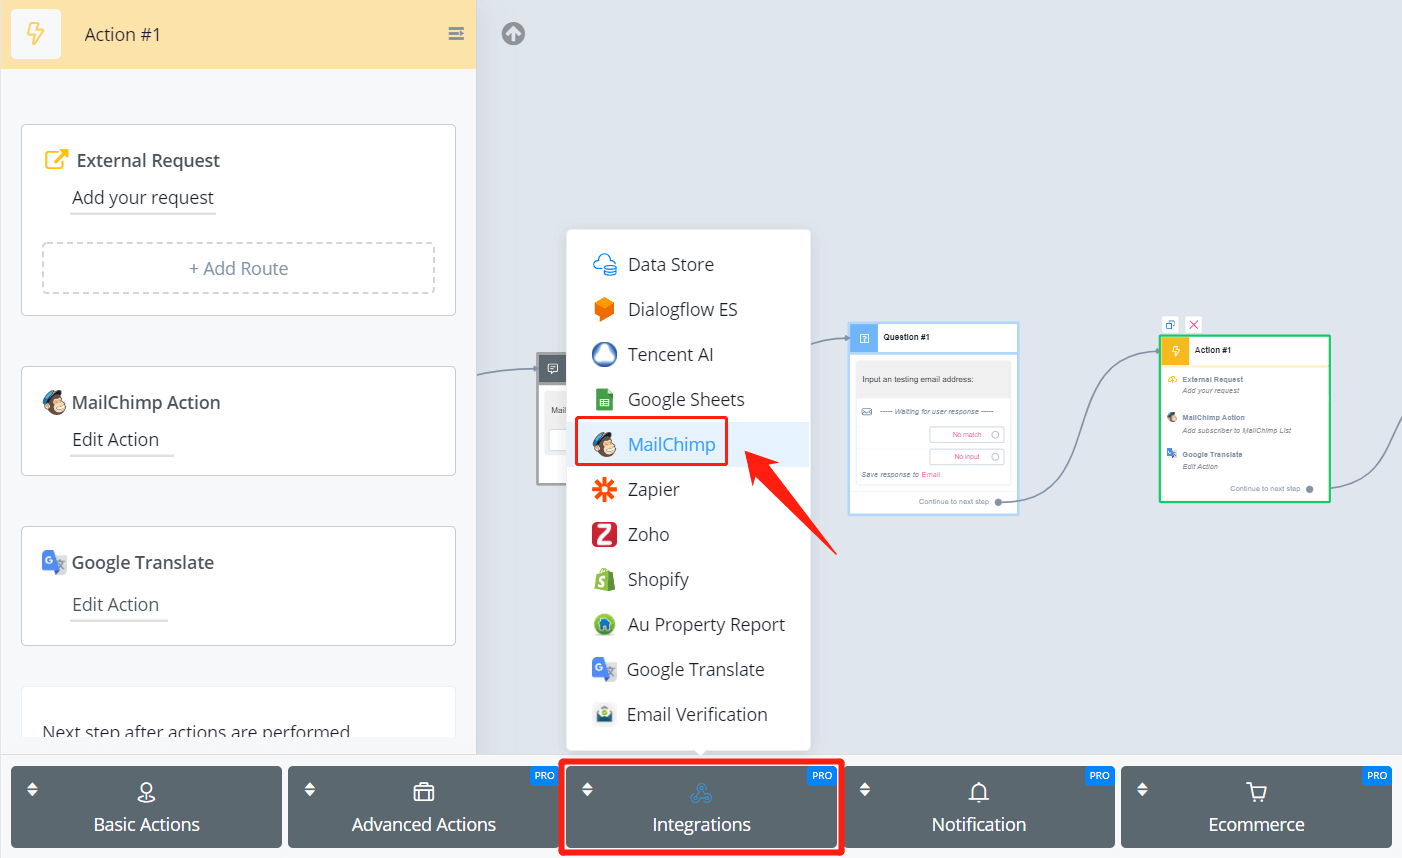 Action #1
External Request
Add your request
+ Add Route
MailChimp Action
Edit Action
Google Translate
Edit Action
Next step after actions are performed
Data Store
Dialogflow ES
Tencent AI
Google Sheets
MailChimp
Zapier
Zoho
Shopify
Au Property Report
Google Translate
Email Verification
Mail
Question #1
Input an testing email address:
----- Waiting for user response -----
No match
No input
Save response to Email
Continue to next step
Action #1
External Request
Add your request
MailChimp Action
Add subscriber to MailChimp List
Google Translate
Edit Action
Continue to next step
Basic Actions
PRO
Advanced Actions
PRO
Integrations
PRO
Notification
PRO
Ecommerce